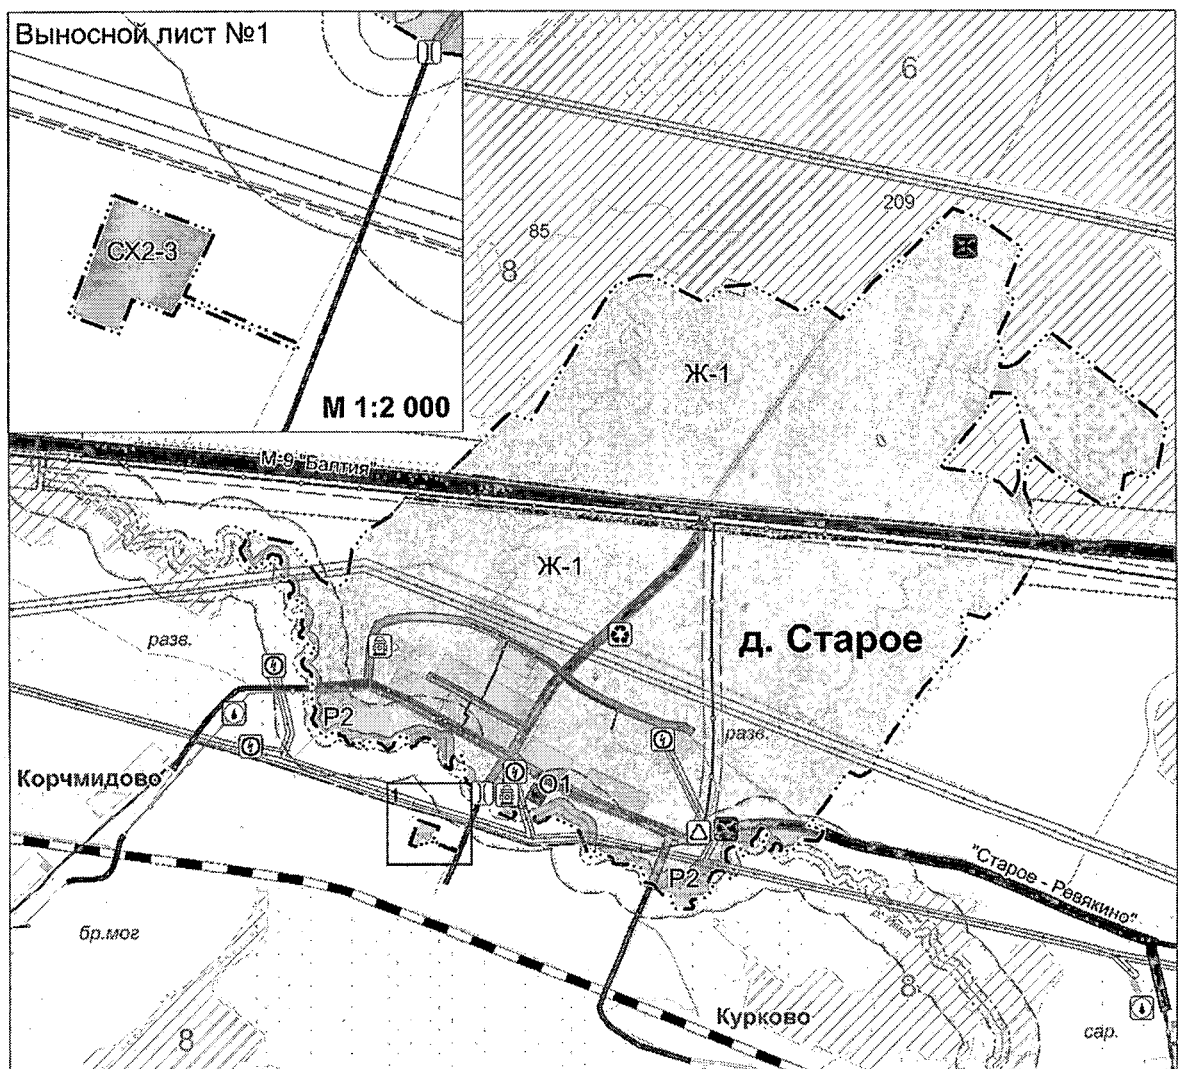 Выносной лист №1
СХ2-3
М 1:2 000
6
209
85
8
Ж-1
М-9 "Балтия"
Ж-1
д. Старое
разв.
разв.
Р2
Корчмидово
О1
1
Р2
"Старое - Ревякино"
бр.мог
8
Курково
сар.
8